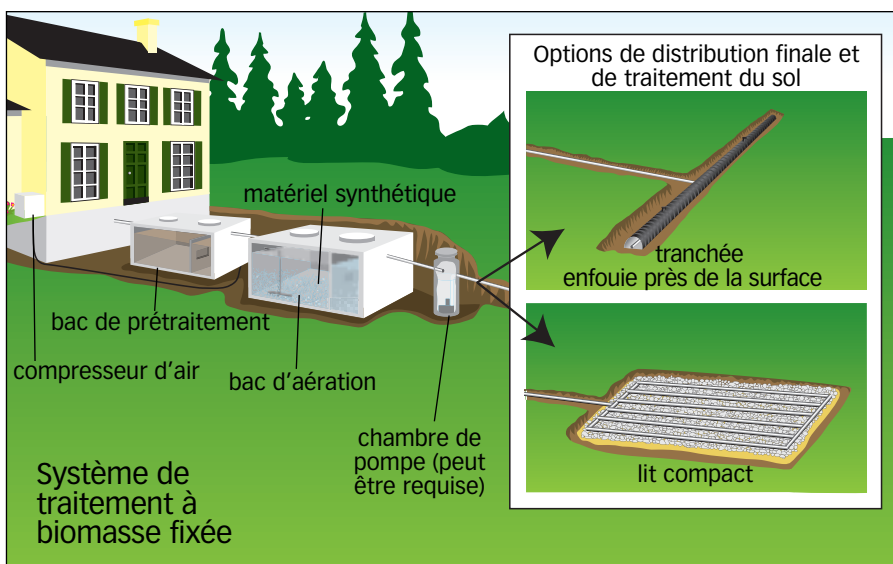 Options de distribution finale et
de traitement du sol
matériel synthétique
tranchée
enfouie près de la surface
bac de prétraitement
compresseur d'air
bac d'aération
chambre de
pompe (peut
être requise)
lit compact
Système de
traitement à
biomasse fixée